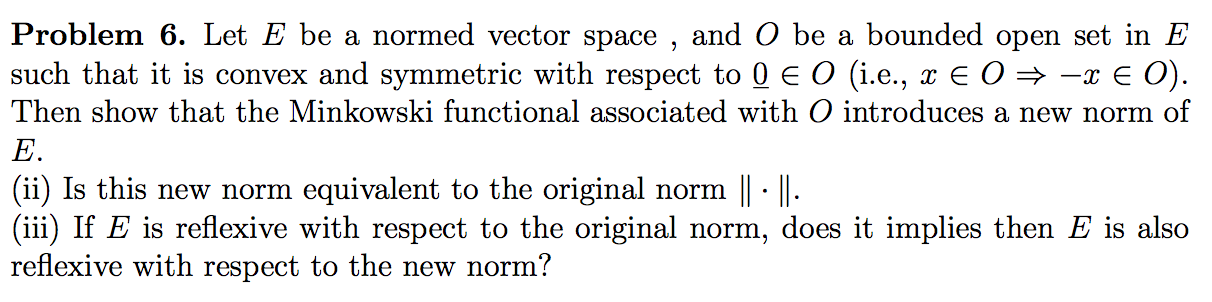 Problem 6. Let E be a normed vector space , and O be a bounded open set in E
such that it is convex and symmetric with respect to 0̲ ∈ O (i.e., x ∈ O ⇒ −x ∈ O).
Then show that the Minkowski functional associated with O introduces a new norm of
E.
(ii) Is this new norm equivalent to the original norm ‖ · ‖.
(iii) If E is reflexive with respect to the original norm, does it implies then E is also
reflexive with respect to the new norm?